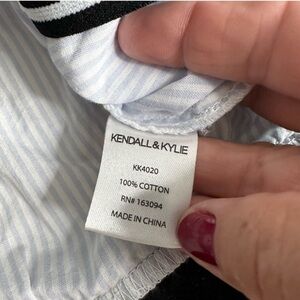 KENDALL & KYLIE
KK4020
100% COTTON
RN# 163094
MADE IN CHINA